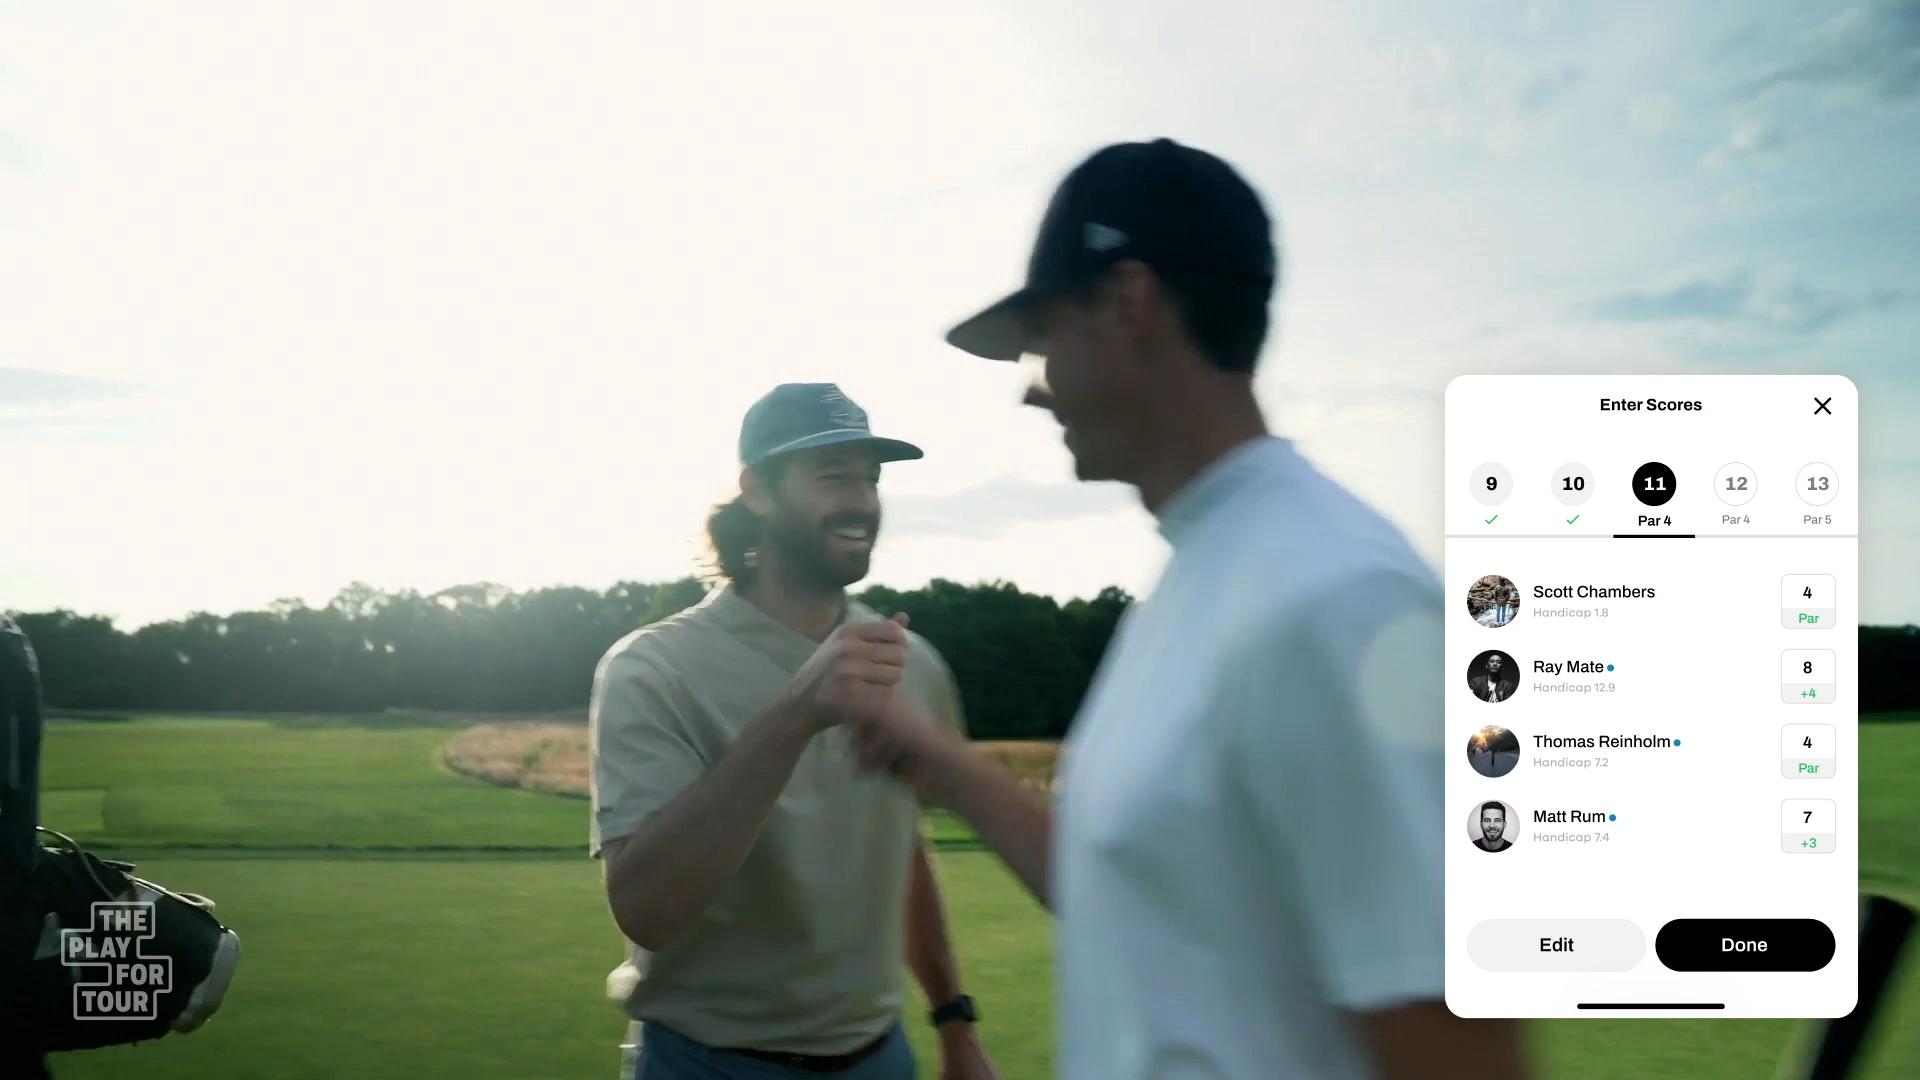 Enter Scores
9 10 11 12 13
Par 4 Par 4 Par 5
Scott Chambers
Handicap 1.8
4
Par
Ray Mate
Handicap 12.9
8
+4
Thomas Reinholm
Handicap 7.2
4
Par
Matt Rum
Handicap 7.4
7
+3
Edit Done
THE
PLAY
FOR
TOUR